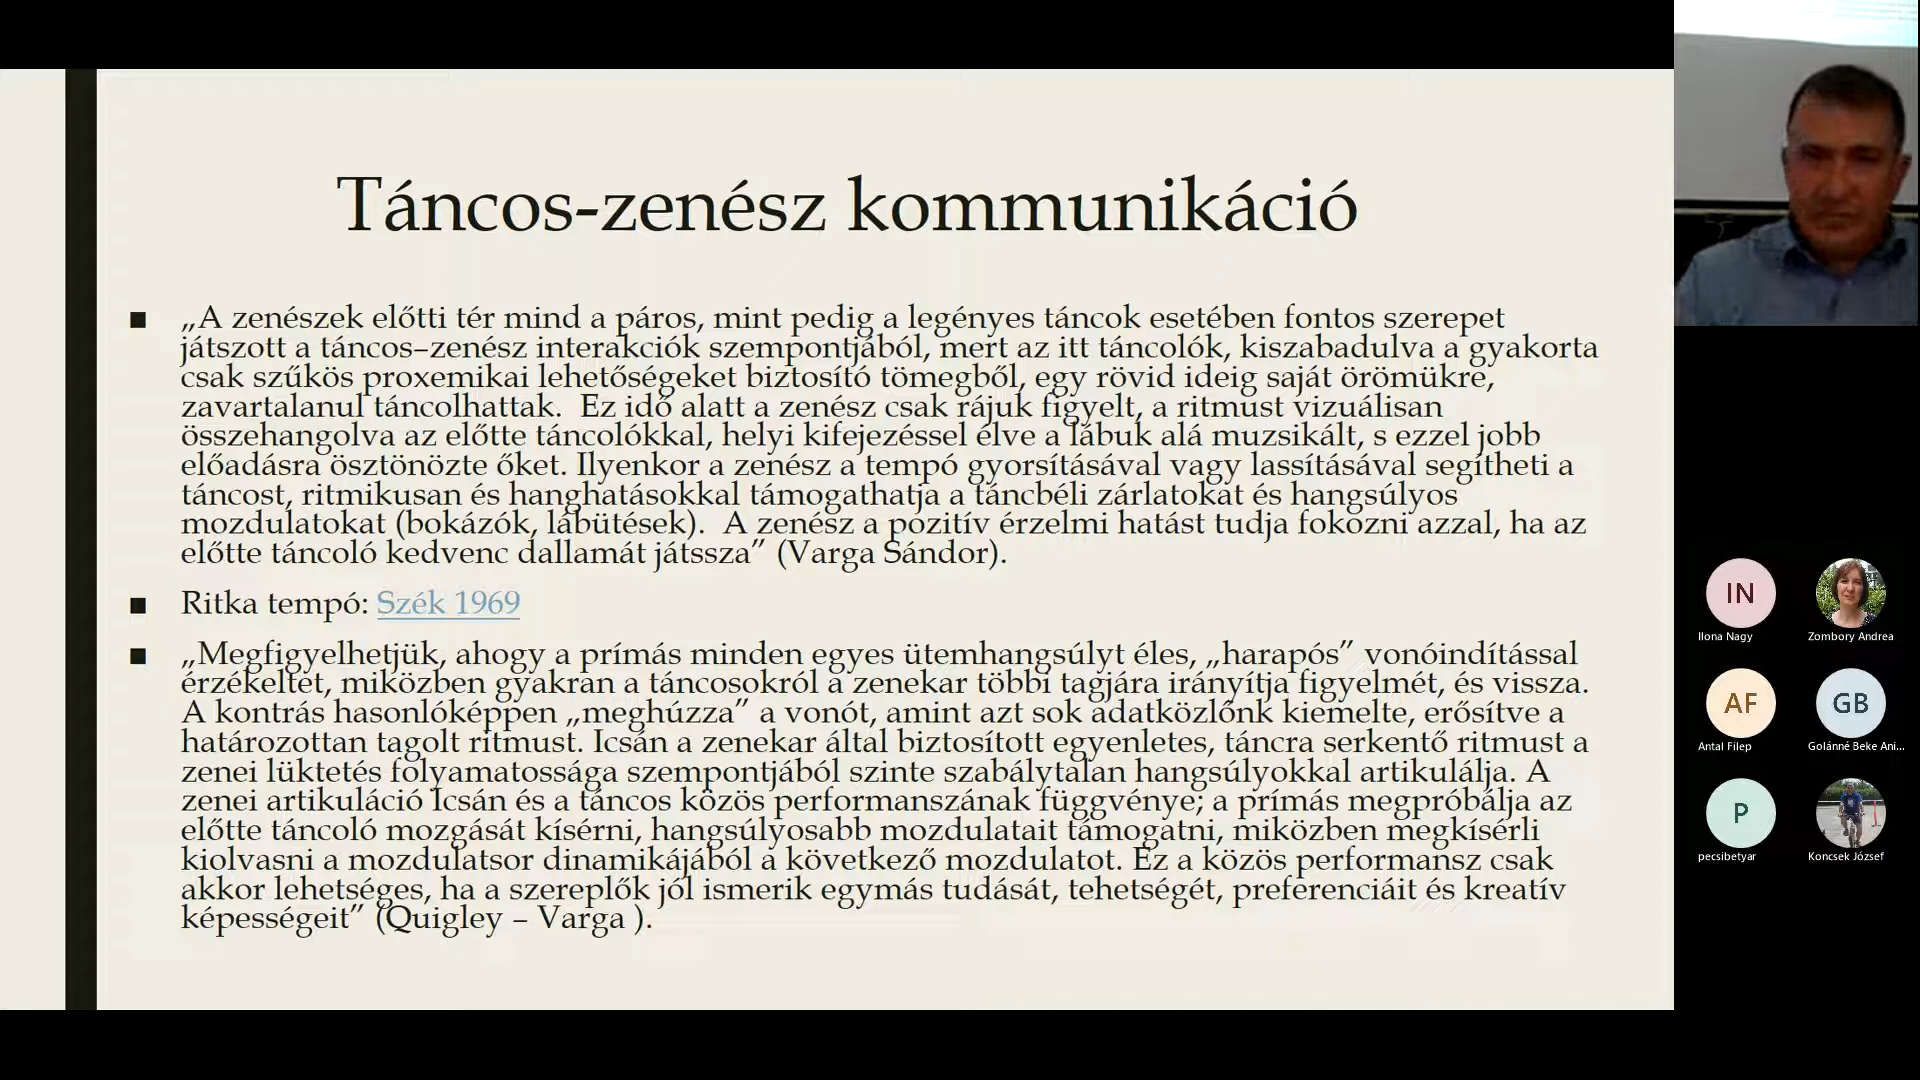 Táncos-zenész kommunikáció
■ „A zenészek előtti tér mind a páros, mint pedig a legényes táncok esetében fontos szerepet
játszott a táncos–zenész interakciók szempontjából, mert az itt táncolók, kiszabadulva a gyakorta
csak szűkös proxemikai lehetőségeket biztosító tömegből, egy rövid ideig saját örömükre,
zavartalanul táncolhattak.  Ez idő alatt a zenész csak rájuk figyelt, a ritmust vizuálisan
összehangolva az előtte táncolókkal, helyi kifejezéssel élve a lábuk alá muzsikált, s ezzel jobb
előadásra ösztönözte őket. Ilyenkor a zenész a tempó gyorsításával vagy lassításával segítheti a
táncost, ritmikusan és hanghatásokkal támogathatja a táncbéli zárlatokat és hangsúlyos
mozdulatokat (bokázók, lábütések).  A zenész a pozitív érzelmi hatást tudja fokozni azzal, ha az
előtte táncoló kedvenc dallamát játssza” (Varga Sándor).
■ Ritka tempó: Szék 1969
■ „Megfigyelhetjük, ahogy a prímás minden egyes ütemhangsúlyt éles, „harapós” vonóindítással
érzékeltet, miközben gyakran a táncosokról a zenekar többi tagjára irányítja figyelmét, és vissza.
A kontrás hasonlóképpen „meghúzza” a vonót, amint azt sok adatközlőnk kiemelte, erősítve a
határozottan tagolt ritmust. Icsán a zenekar által biztosított egyenletes, táncra serkentő ritmust a
zenei lüktetés folyamatossága szempontjából szinte szabálytalan hangsúlyokkal artikulálja. A
zenei artikuláció Icsán és a táncos közös performanszának függvénye; a prímás megpróbálja az
előtte táncoló mozgását kísérni, hangsúlyosabb mozdulatait támogatni, miközben megkísérli
kiolvasni a mozdulatsor dinamikájából a következő mozdulatot. Ez a közös performansz csak
akkor lehetséges, ha a szereplők jól ismerik egymás tudását, tehetségét, preferenciáit és kreatív
képességeit” (Quigley – Varga ).
IN
Ilona Nagy
Zombory Andrea
AF
Antal Filep
GB
Golánné Beke Ani...
P
pecsibetyar
Koncsek József